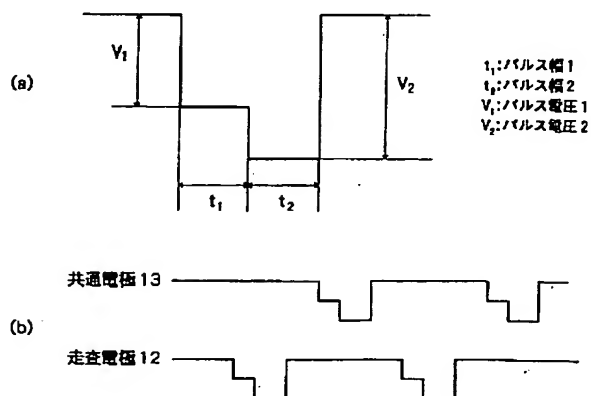 (a)
V₁
V₂
t₁
t₂
t₁:パルス幅1
t₂:パルス幅2
V₁:パルス電圧1
V₂:パルス電圧2
(b)
共通電極13
走査電極12